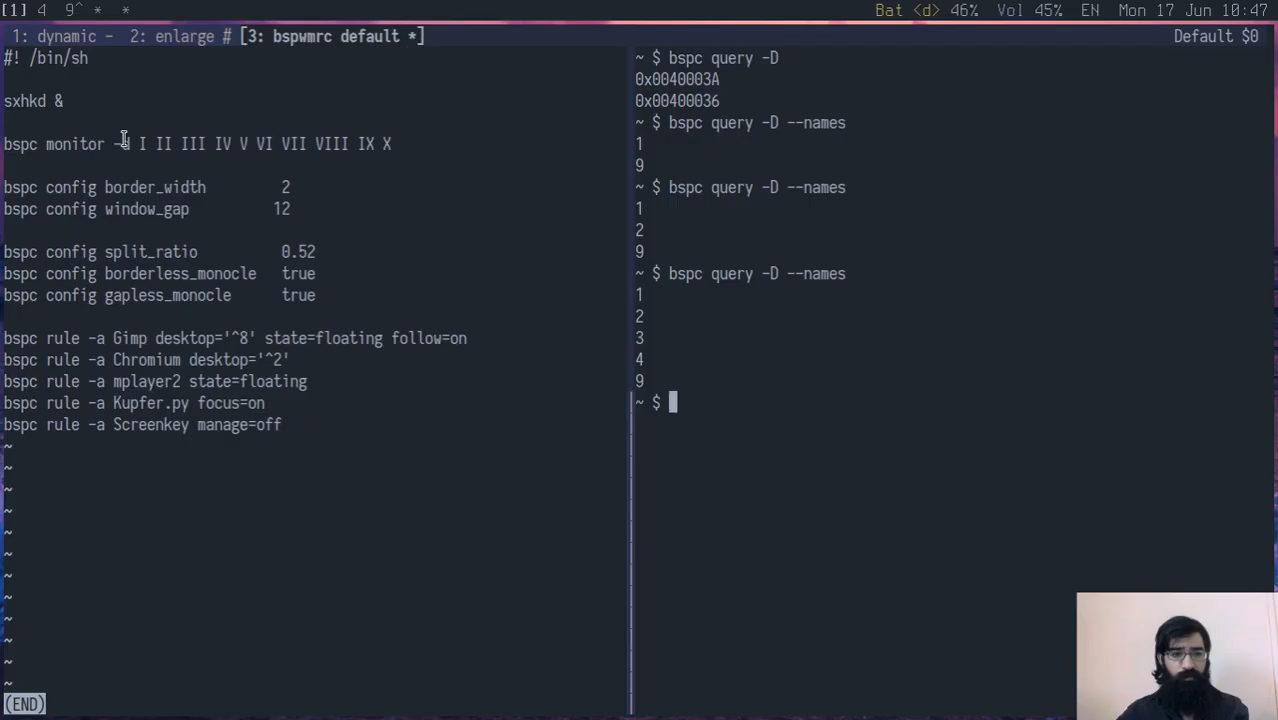 [1] 4 9^ * *
Bat <d> 46% Vol 45% EN Mon 17 Jun 10:47
1: dynamic - 2: enlarge # [3: bspwmrc default *]
Default $0
#! /bin/sh
sxhkd &
bspc monitor -d I II III IV V VI VII VIII IX X
bspc config border_width 2
bspc config window_gap 12
bspc config split_ratio 0.52
bspc config borderless_monocle true
bspc config gapless_monocle true
bspc rule -a Gimp desktop='^8' state=floating follow=on
bspc rule -a Chromium desktop='^2'
bspc rule -a mplayer2 state=floating
bspc rule -a Kupfer.py focus=on
bspc rule -a Screenkey manage=off
~
~
~
~
~
~
~
~
~
~
~
~
(END)
~ $ bspc query -D
0x0040003A
0x00400036
~ $ bspc query -D --names
1
9
~ $ bspc query -D --names
1
2
9
~ $ bspc query -D --names
1
2
3
4
9
~ $